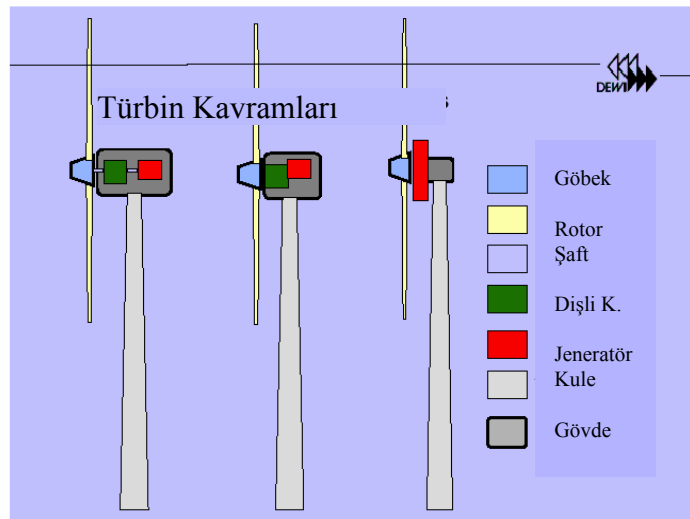 DEWI
Türbin Kavramları
Göbek
Rotor
Şaft
Dişli K.
Jeneratör
Kule
Gövde